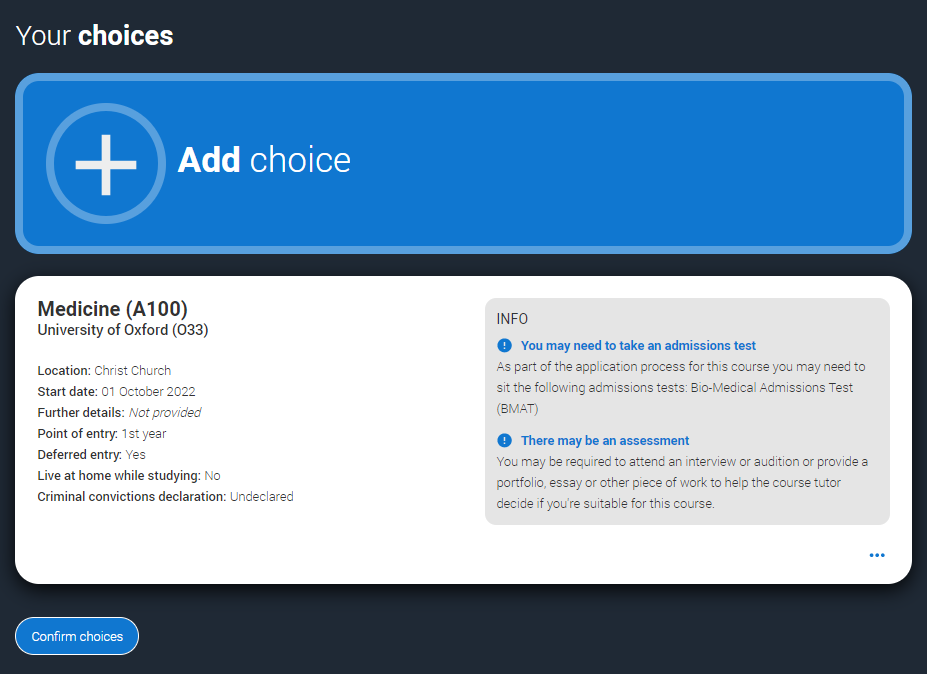 Your choices
Add choice
Medicine (A100)
University of Oxford (O33)
Location: Christ Church
Start date: 01 October 2022
Further details: Not provided
Point of entry: 1st year
Deferred entry: Yes
Live at home while studying: No
Criminal convictions declaration: Undeclared
INFO
You may need to take an admissions test
As part of the application process for this course you may need to
sit the following admissions tests: Bio-Medical Admissions Test
(BMAT)
There may be an assessment
You may be required to attend an interview or audition or provide a
portfolio, essay or other piece of work to help the course tutor
decide if you're suitable for this course.
Confirm choices